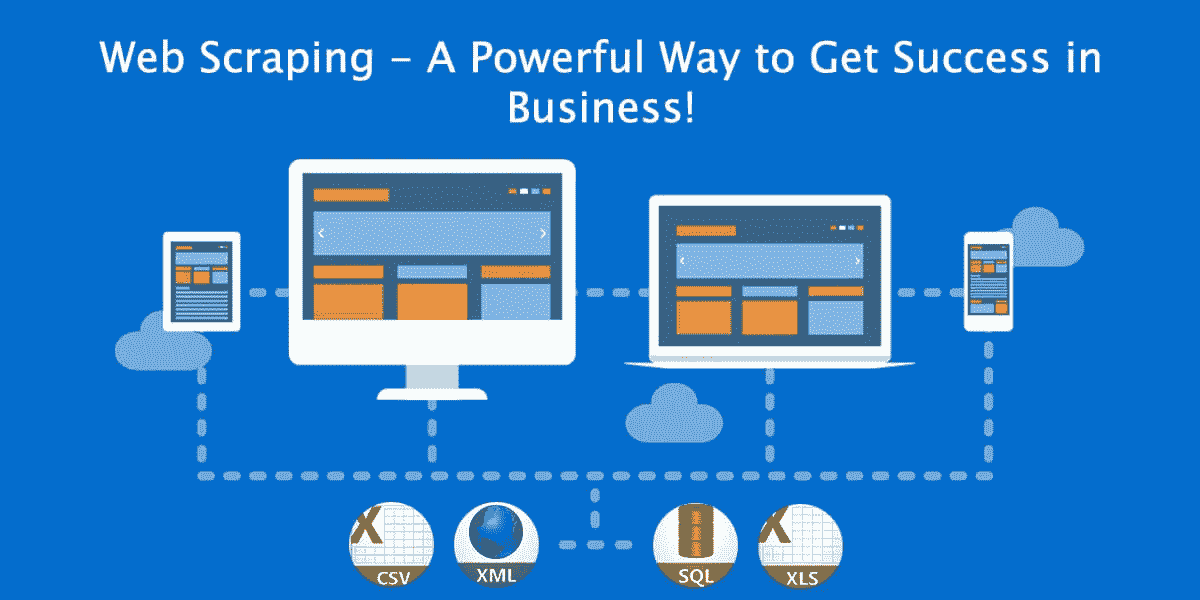 Web Scraping – A Powerful Way to Get Success in
Business!
CSV
XML
SQL
XLS